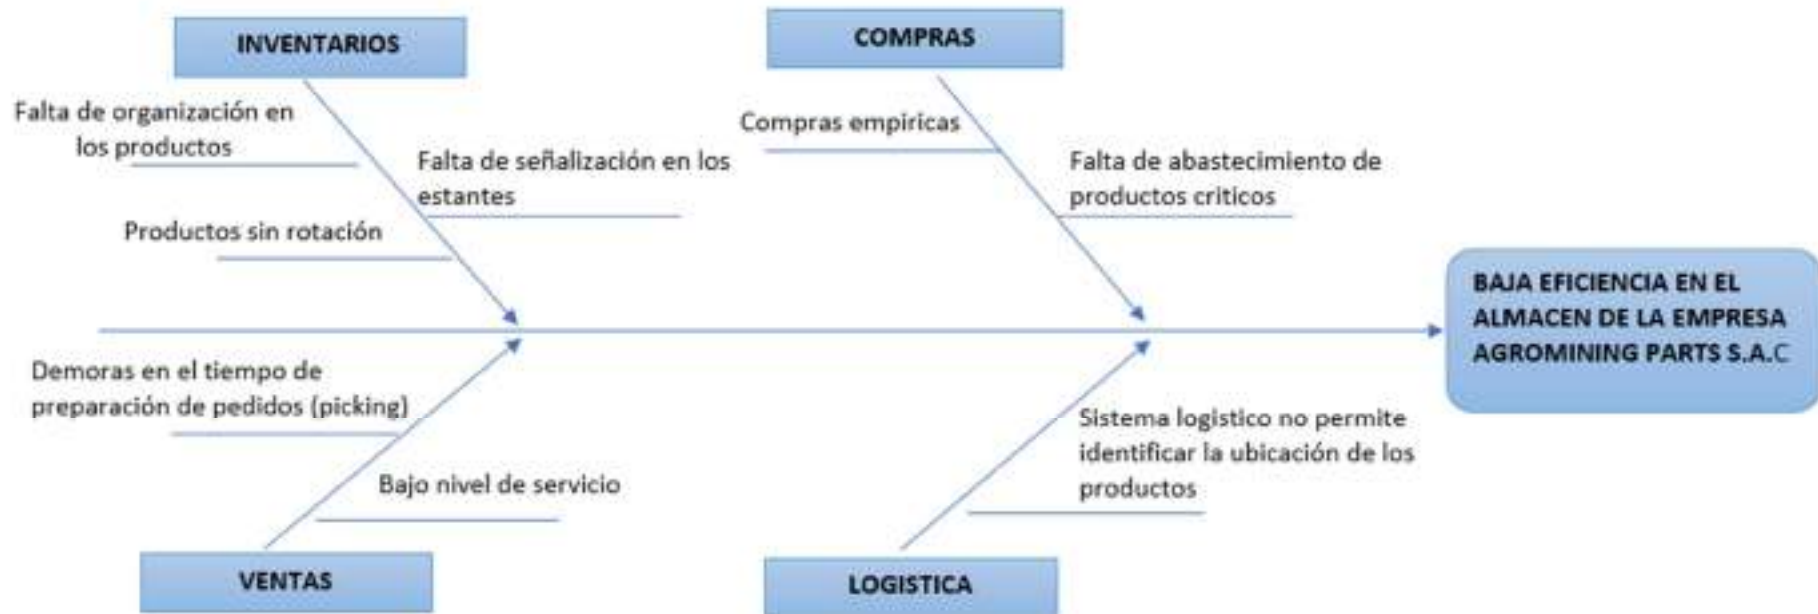 INVENTARIOS
COMPRAS
Falta de organización en
los productos
Falta de señalización en los
estantes
Productos sin rotación
Compras empiricas
Falta de abastecimiento de
productos criticos
BAJA EFICIENCIA EN EL
ALMACEN DE LA EMPRESA
AGROMINING PARTS S.A.C
Demoras en el tiempo de
preparación de pedidos (picking)
Bajo nivel de servicio
Sistema logistico no permite
identificar la ubicación de los
productos
VENTAS
LOGISTICA